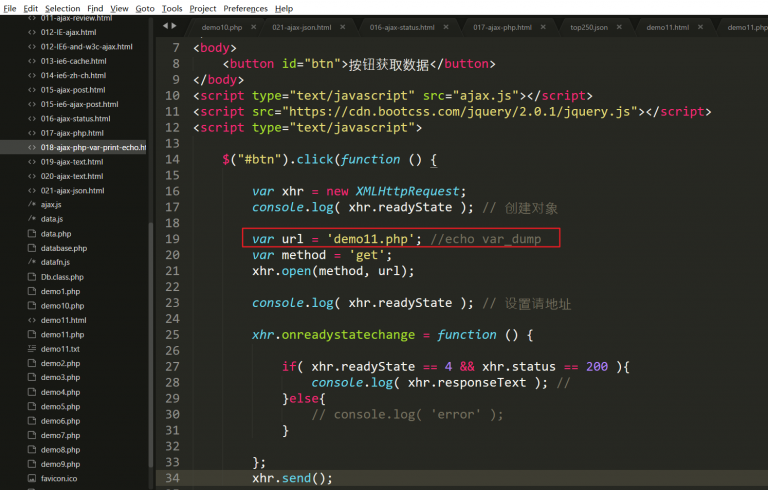 File Edit Selection Find View Goto Tools Project Preferences Help
011-ajax-review.html
012-IE-ajax.html
012-IE6-and-w3c-ajax.html
013-ie6-cache.html
014-ie6-zh-ch.html
015-ajax-post.html
015-ie6-ajax-post.html
016-ajax-status.html
017-ajax-php.html
018-ajax-php-var-print-echo.ht
019-ajax-text.html
020-ajax-text.html
021-ajax-json.html
ajax.js
data.js
data.php
database.php
datafn.js
Db.class.php
demo1.php
demo10.php
demo11.html
demo11.php
demo11.txt
demo2.php
demo3.php
demo4.php
demo5.php
demo6.php
demo7.php
demo8.php
demo9.php
favicon.ico
demo10.php 021-ajax-json.html 016-ajax-status.html 017-ajax-php.html top250.json demo11.html demo11.php
7 <body>
8 <button id="btn">按钮获取数据</button>
9 </body>
10 <script type="text/javascript" src="ajax.js"></script>
11 <script src="https://cdn.bootcss.com/jquery/2.0.1/jquery.js"></script>
12 <script type="text/javascript">
13
14 $("#btn").click(function () {
15
16 var xhr = new XMLHttpRequest;
17 console.log( xhr.readyState ); // 创建对象
18
19 var url = 'demo11.php'; //echo var_dump
20 var method = 'get';
21 xhr.open(method, url);
22
23 console.log( xhr.readyState ); // 设置请地址
24
25 xhr.onreadystatechange = function () {
26
27 if( xhr.readyState == 4 && xhr.status == 200 ){
28 console.log( xhr.responseText ); //
29 }else{
30 // console.log( 'error' );
31 }
32
33 };
34 xhr.send();